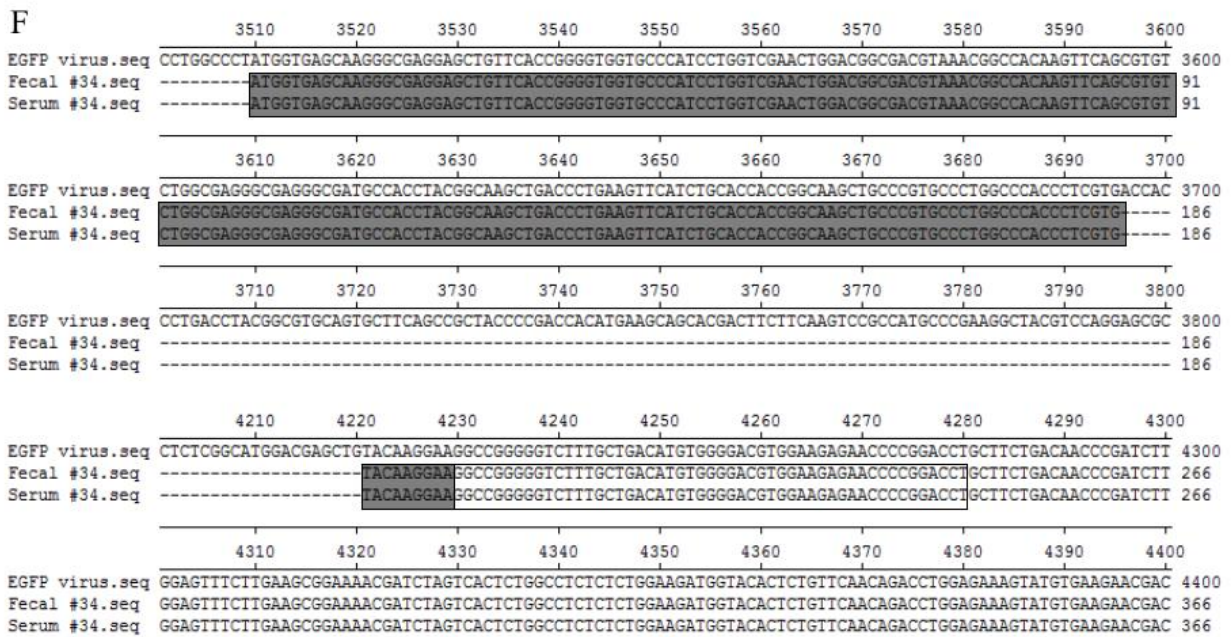 F
3510 3520 3530 3540 3550 3560 3570 3580 3590 3600
EGFP virus.seq CCTGGCCCTATGGTGAGCAAGGGCGAGGAGCTGTTCACCGGGGTGGTGCCCATCCTGGTCGAACTGGACGGCGACGTAAACGGCCACAAGTTCAGCGTGT 3600
Fecal #34.seq ---------ATGGTGAGCAAGGGCGAGGAGCTGTTCACCGGGGTGGTGCCCATCCTGGTCGAACTGGACGGCGACGTAAACGGCCACAAGTTCAGCGTGT 91
Serum #34.seq ---------ATGGTGAGCAAGGGCGAGGAGCTGTTCACCGGGGTGGTGCCCATCCTGGTCGAACTGGACGGCGACGTAAACGGCCACAAGTTCAGCGTGT 91
3610 3620 3630 3640 3650 3660 3670 3680 3690 3700
EGFP virus.seq CTGGCGAGGGCGAGGGCGATGCCACCTACGGCAAGCTGACCCTGAAGTTCATCTGCACCACCGGCAAGCTGCCCGTGCCCTGGCCCACCCTCGTGACCAC 3700
Fecal #34.seq CTGGCGAGGGCGAGGGCGATGCCACCTACGGCAAGCTGACCCTGAAGTTCATCTGCACCACCGGCAAGCTGCCCGTGCCCTGGCCCACCCTCGTG----- 186
Serum #34.seq CTGGCGAGGGCGAGGGCGATGCCACCTACGGCAAGCTGACCCTGAAGTTCATCTGCACCACCGGCAAGCTGCCCGTGCCCTGGCCCACCCTCGTG----- 186
3710 3720 3730 3740 3750 3760 3770 3780 3790 3800
EGFP virus.seq CCTGACCTACGGCGTGCAGTGCTTCAGCCGCTACCCCGACCACATGAAGCAGCACGACTTCTTCAAGTCCGCCATGCCCGAAGGCTACGTCCAGGAGCGC 3800
Fecal #34.seq ---------------------------------------------------------------------------------------------------- 186
Serum #34.seq ---------------------------------------------------------------------------------------------------- 186
4210 4220 4230 4240 4250 4260 4270 4280 4290 4300
EGFP virus.seq CTCTCGGCATGGACGAGCTGTACAAGGAAGGCCGGGGGTCTTTGCTGACATGTGGGGACGTGGAAGAGAACCCCGGACCTGCTTCTGACAACCCGATCTT 4300
Fecal #34.seq --------------------TACAAGGAAGGCCGGGGGTCTTTGCTGACATGTGGGGACGTGGAAGAGAACCCCGGACCTGCTTCTGACAACCCGATCTT 266
Serum #34.seq --------------------TACAAGGAAGGCCGGGGGTCTTTGCTGACATGTGGGGACGTGGAAGAGAACCCCGGACCTGCTTCTGACAACCCGATCTT 266
4310 4320 4330 4340 4350 4360 4370 4380 4390 4400
EGFP virus.seq GGAGTTTCTTGAAGCGGAAAACGATCTAGTCACTCTGGCCTCTCTCTGGAAGATGGTACACTCTGTTCAACAGACCTGGAGAAAGTATGTGAAGAACGAC 4400
Fecal #34.seq GGAGTTTCTTGAAGCGGAAAACGATCTAGTCACTCTGGCCTCTCTCTGGAAGATGGTACACTCTGTTCAACAGACCTGGAGAAAGTATGTGAAGAACGAC 366
Serum #34.seq GGAGTTTCTTGAAGCGGAAAACGATCTAGTCACTCTGGCCTCTCTCTGGAAGATGGTACACTCTGTTCAACAGACCTGGAGAAAGTATGTGAAGAACGAC 366